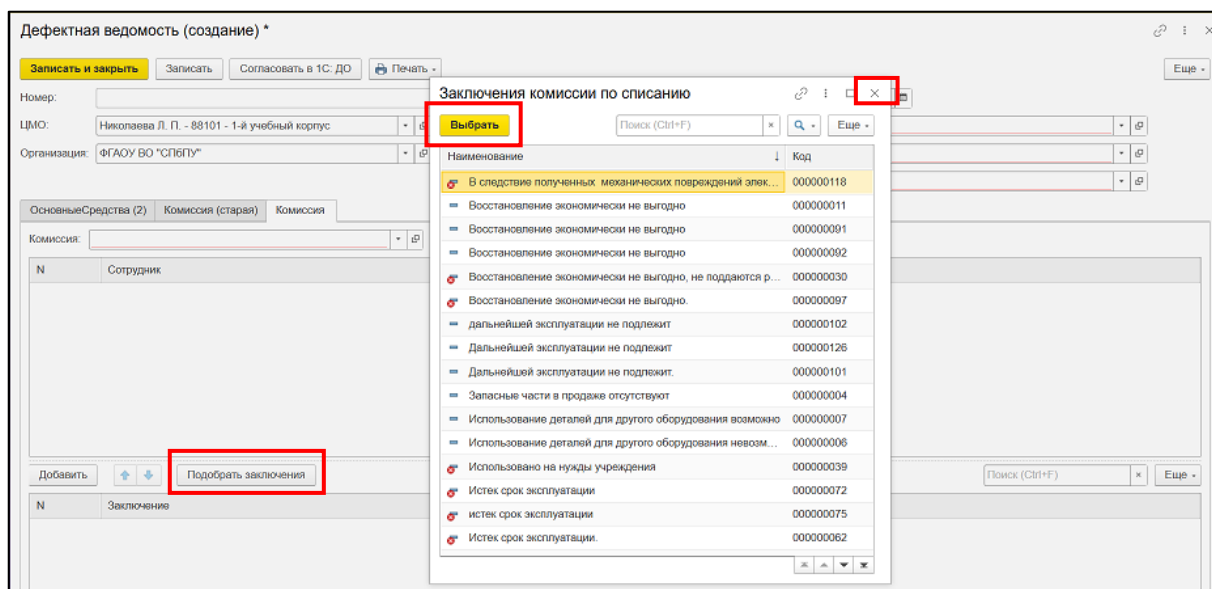 Дефектная ведомость (создание) *
Записать и закрыть Записать Согласовать в 1С: ДО Печать Еще
Номер:
ЦМО: Николаева Л. П. - 88101 - 1-й учебный корпус
Организация: ФГАОУ ВО "СПбПУ"
ОсновныеСредства (2) Комиссия (старая) Комиссия
Комиссия:
N Сотрудник
Заключения комиссии по списанию
Выбрать Поиск (Ctrl+F) Еще
Наименование Код
В следствие полученных механических повреждений элек... 000000118
Восстановление экономически не выгодно 000000011
Восстановление экономически не выгодно 000000091
Восстановление экономически не выгодно 000000092
Восстановление экономически не выгодно, не поддаются р... 000000030
Восстановление экономически не выгодно. 000000097
дальнейшей эксплуатации не подлежит 000000102
Дальнейшей эксплуатации не подлежит 000000126
Дальнейшей эксплуатации не подлежит. 000000101
Запасные части в продаже отсутствуют 000000004
Использование деталей для другого оборудования возможно 000000007
Использование деталей для другого оборудования невозм... 000000006
Использовано на нужды учреждения 000000039
Истек срок эксплуатации 000000072
истек срок эксплуатации 000000075
Истек срок эксплуатации. 000000062
Добавить Подобрать заключения Поиск (Ctrl+F) Еще
N Заключение